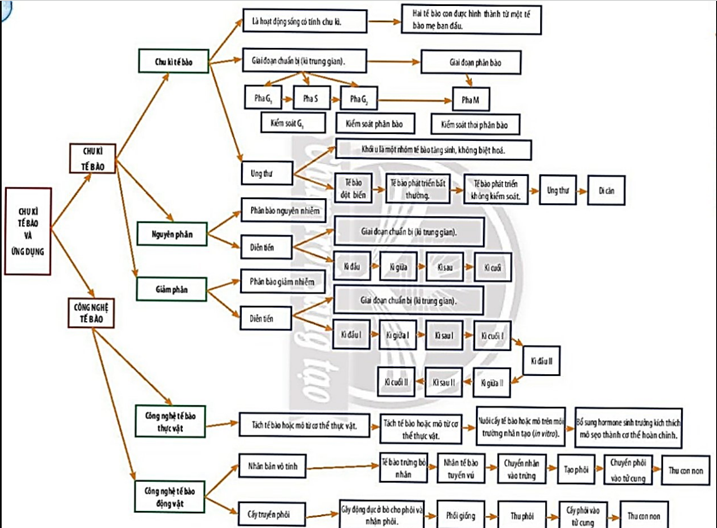 Là hoạt động sống có tính chu kì.
Hai tế bào con được hình thành từ một tế
bào mẹ ban đầu.
Chu kì tế bào
Giai đoạn chuẩn bị (kì trung gian).
Giai đoạn phân bào
Pha G₁
Pha S
Pha G₂
Pha M
Kiểm soát G₁
Kiểm soát phân bào
Kiểm soát thoi phân bào
Ung thư
Khối u là một nhóm tế bào tăng sinh, không biệt hoá.
Tế bào
đột biến
Tế bào phát triển bất
thường.
Tế bào phát triển
không kiểm soát.
Ung thư
Di căn
CHU KÌ
TẾ BÀO
CHU KÌ
TẾ BÀO
VÀ
ỨNG DỤNG
Nguyên phân
Phân bào nguyên nhiễm
Diễn tiến
Giai đoạn chuẩn bị (kì trung gian).
Kì đầu
Kì giữa
Kì sau
Kì cuối
Giảm phân
Phân bào giảm nhiễm
Diễn tiến
Giai đoạn chuẩn bị (kì trung gian).
Kì đầu I
Kì giữa I
Kì sau I
Kì cuối I
Kì đầu II
Kì cuối II
Kì sau II
Kì giữa II
CÔNG NGHỆ
TẾ BÀO
Công nghệ tế bào
thực vật
Tách tế bào hoặc mô từ cơ thể thực vật.
Tách tế bào hoặc mô từ cơ
thể thực vật.
Nuôi cấy tế bào hoặc mô trên môi
trường nhân tạo (in vitro).
Bổ sang hormone sinh trưởng kích thích
mô sẹo thành cơ thể hoàn chỉnh.
Công nghệ tế bào
động vật
Nhân bản vô tính
Tế bào trứng bỏ
nhân
Nhân tế bào
tuyến vú
Chuyển nhân
vào trứng
Tạo phôi
Chuyển phôi
vào tử cung
Thu con non
Cấy truyền phôi
Gây động dục ở bò cho phôi và
nhận phôi.
Phối giống
Thu phôi
Cấy phôi vào
tử cung
Thu con non